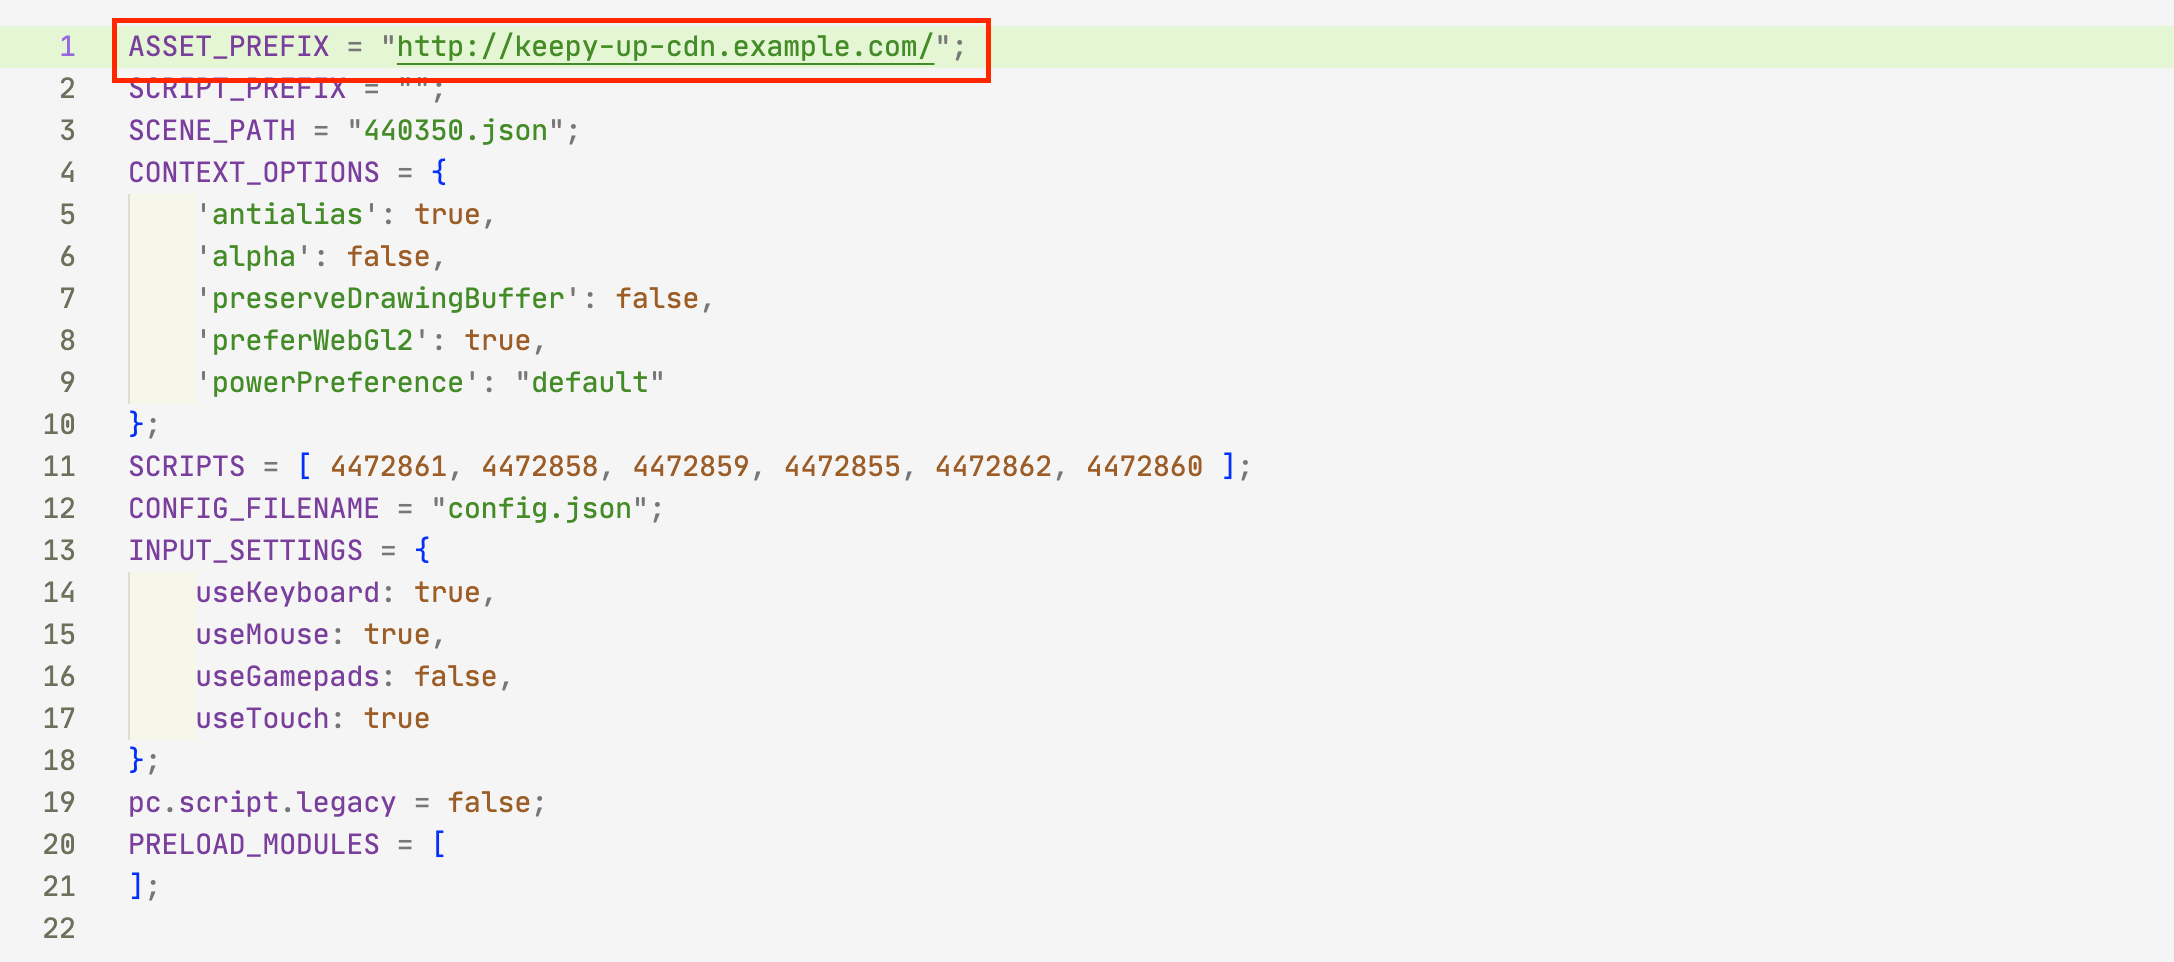 1 ASSET_PREFIX = "http://keepy-up-cdn.example.com/";
2 SCRIPT_PREFIX = "";
3 SCENE_PATH = "440350.json";
4 CONTEXT_OPTIONS = {
5     'antialias': true,
6     'alpha': false,
7     'preserveDrawingBuffer': false,
8     'preferWebGl2': true,
9     'powerPreference': "default"
10 };
11 SCRIPTS = [ 4472861, 4472858, 4472859, 4472855, 4472862, 4472860 ];
12 CONFIG_FILENAME = "config.json";
13 INPUT_SETTINGS = {
14     useKeyboard: true,
15     useMouse: true,
16     useGamepads: false,
17     useTouch: true
18 };
19 pc.script.legacy = false;
20 PRELOAD_MODULES = [
21 ];
22